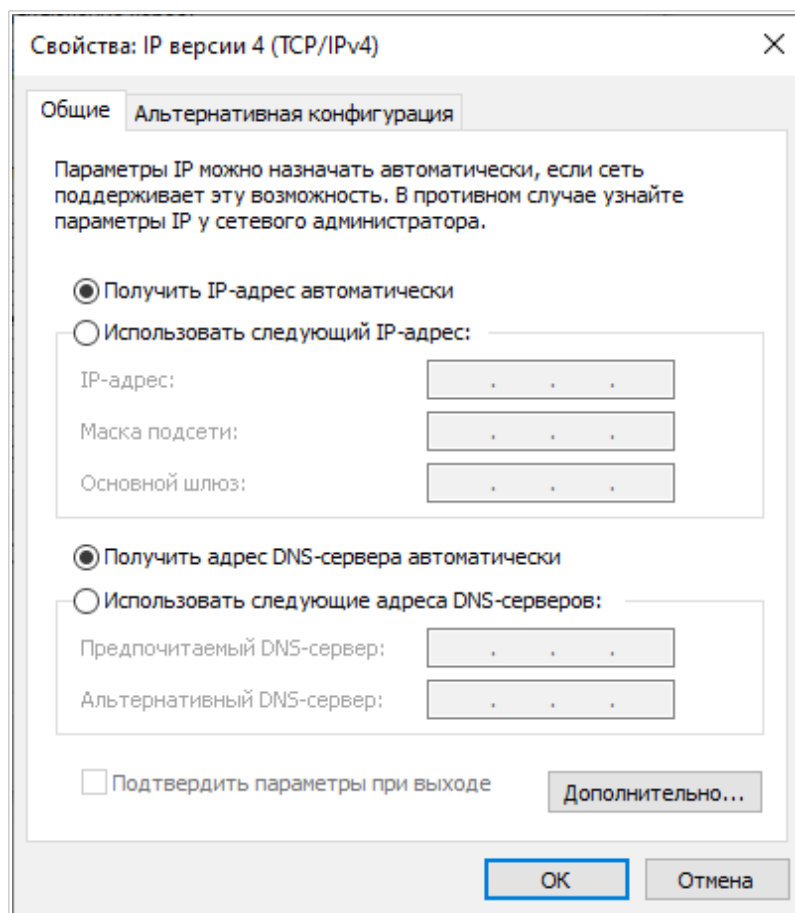 Свойства: IP версии 4 (TCP/IPv4)
Общие
Альтернативная конфигурация
Параметры IP можно назначать автоматически, если сеть
поддерживает эту возможность. В противном случае узнайте
параметры IP у сетевого администратора.
Получить IP-адрес автоматически
Использовать следующий IP-адрес:
IP-адрес:
Маска подсети:
Основной шлюз:
Получить адрес DNS-сервера автоматически
Использовать следующие адреса DNS-серверов:
Предпочитаемый DNS-сервер:
Альтернативный DNS-сервер:
Подтвердить параметры при выходе
Дополнительно...
ОК
Отмена